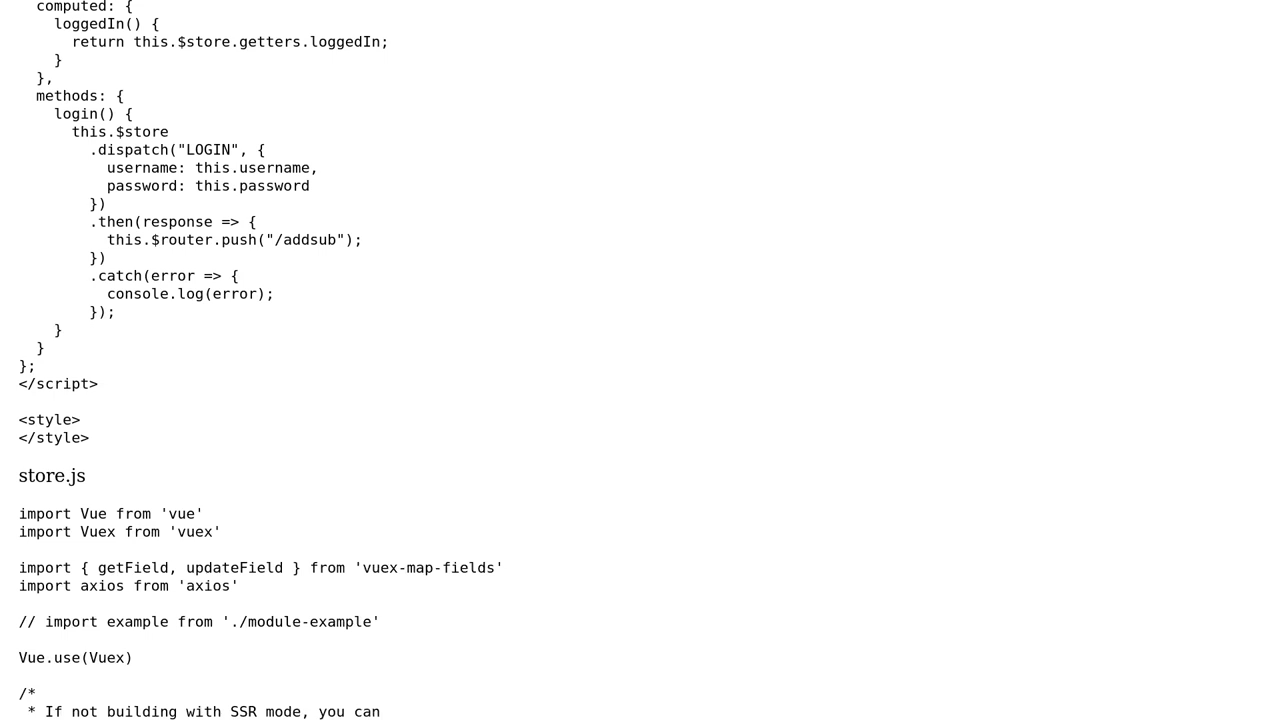 computed: {
    loggedIn() {
      return this.$store.getters.loggedIn;
    }
  },
  methods: {
    login() {
      this.$store
        .dispatch("LOGIN", {
          username: this.username,
          password: this.password
        })
        .then(response => {
          this.$router.push("/addsub");
        })
        .catch(error => {
          console.log(error);
        });
    }
  }
};
</script>

<style>
</style>

store.js

import Vue from 'vue'
import Vuex from 'vuex'

import { getField, updateField } from 'vuex-map-fields'
import axios from 'axios'

// import example from './module-example'

Vue.use(Vuex)

/*
 * If not building with SSR mode, you can